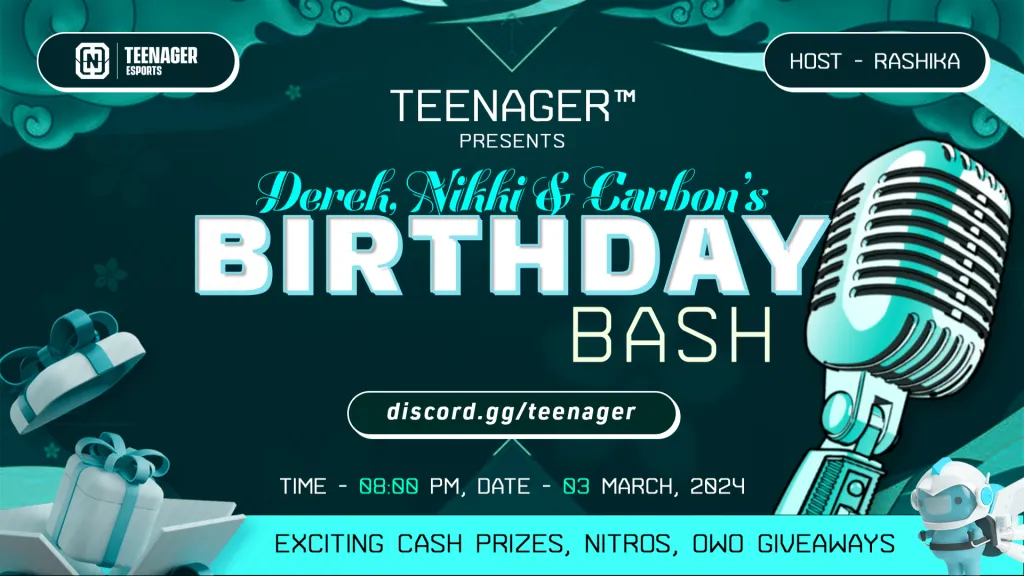 TEENAGER
ESPORTS
HOST - RASHIKA
TEENAGER™
PRESENTS
Derek, Nikki & Carbon's
BIRTHDAY
BASH
discord.gg/teenager
TIME - 08:00 PM, DATE - 03 MARCH, 2024
EXCITING CASH PRIZES, NITROS, OWO GIVEAWAYS